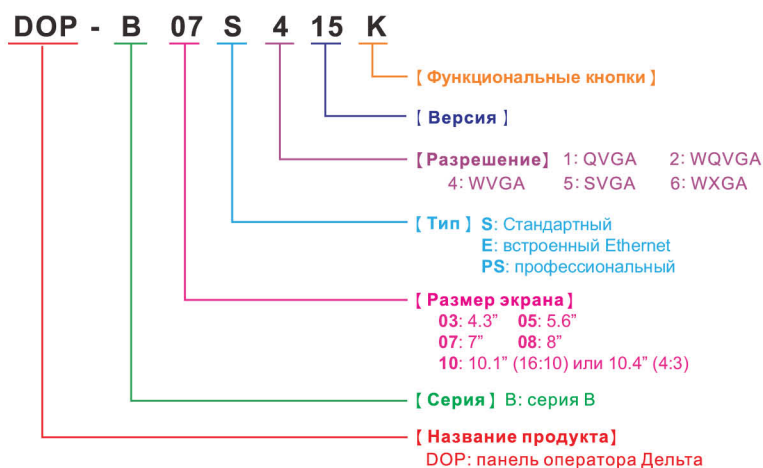 DOP - B 07 S 4 15 K
【 Функциональные кнопки 】
【 Версия 】
【Разрешение】 1: QVGA 2: WQVGA
4: WVGA 5: SVGA 6: WXGA
【 Тип 】 S: Стандартный
E: встроенный Ethernet
PS: профессиональный
【 Размер экрана】
03: 4.3” 05: 5.6”
07: 7” 08: 8”
10: 10.1” (16:10) или 10.4” (4:3)
【 Серия 】 B: серия B
【 Название продукта】
DOP: панель оператора Дельта